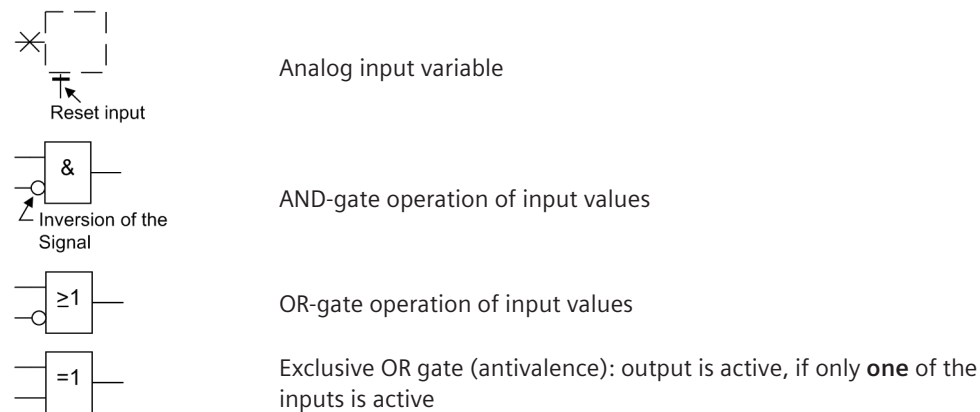 Analog input variable
Reset input
&
AND-gate operation of input values
Inversion of the
Signal
≥1
OR-gate operation of input values
=1
Exclusive OR gate (antivalence): output is active, if only one of the
inputs is active